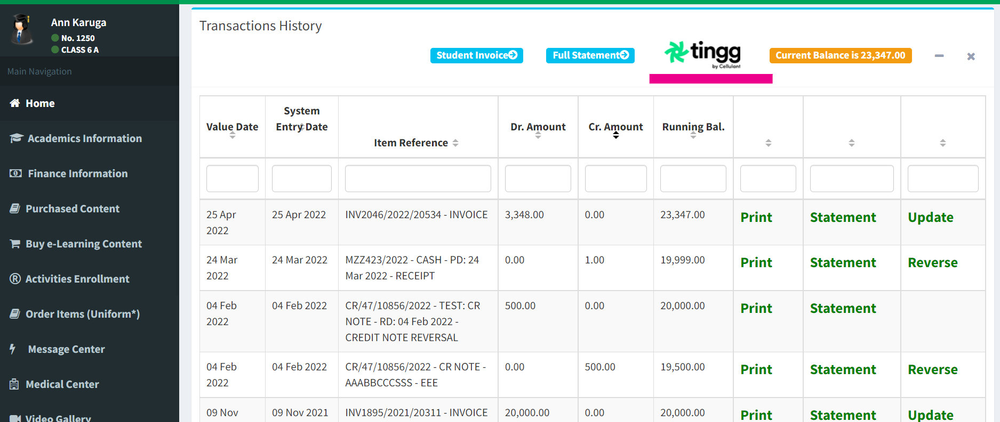 Ann Karuga
No. 1250
CLASS 6 A
Main Navigation
Home
Academics Information
Finance Information
Purchased Content
Buy e-Learning Content
Activities Enrollment
Order Items (Uniform*)
Message Center
Medical Center
Video Gallery
Transactions History
Student Invoice
Full Statement
tingg
by Cellulant
Current Balance is 23,347.00
Value Date
System
Entry Date
Item Reference
Dr. Amount
Cr. Amount
Running Bal.
25 Apr
2022
25 Apr 2022
INV2046/2022/20534 - INVOICE
3,348.00
0.00
23,347.00
Print
Statement
Update
24 Mar
2022
24 Mar 2022
MZZ423/2022 - CASH - PD: 24
Mar 2022 - RECEIPT
0.00
1.00
19,999.00
Print
Statement
Reverse
04 Feb
2022
04 Feb 2022
CR/47/10856/2022 - TEST: CR
NOTE - RD: 04 Feb 2022 -
CREDIT NOTE REVERSAL
500.00
0.00
20,000.00
Print
Statement
04 Feb
2022
04 Feb 2022
CR/47/10856/2022 - CR NOTE -
AAABBCCCSSS - EEE
0.00
500.00
19,500.00
Print
Statement
Reverse
09 Nov
09 Nov 2021
INV1895/2021/20311 - INVOICE
20,000.00
0.00
20,000.00
Print
Statement
Update